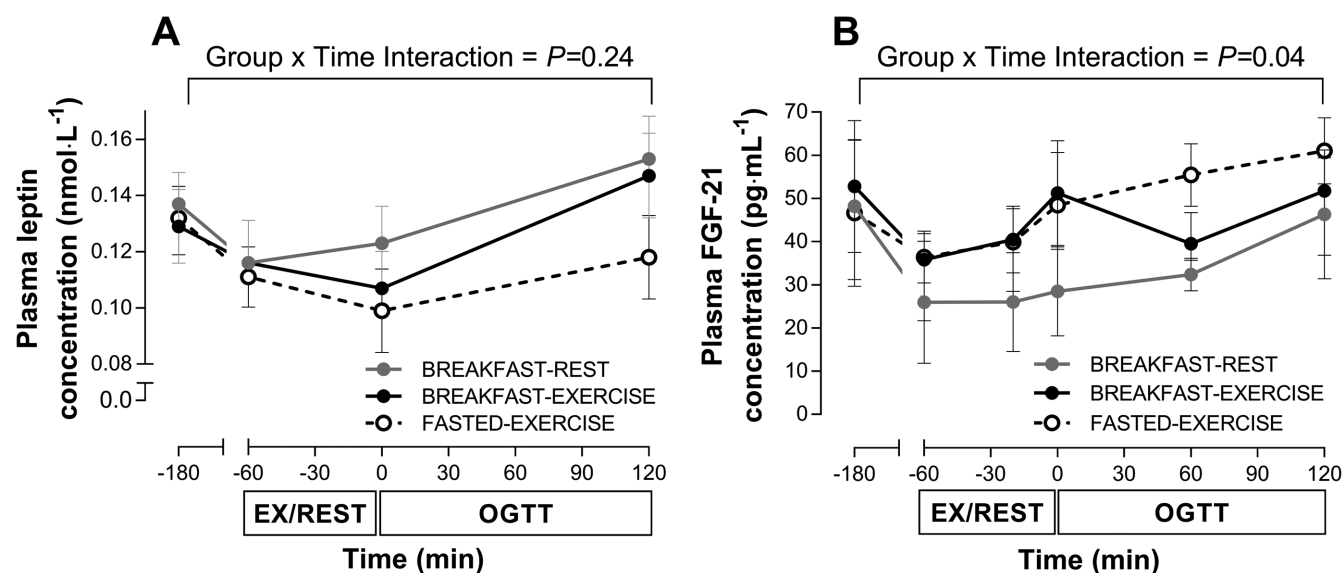 A
Group x Time Interaction = P=0.24
Plasma leptin
concentration (nmol·L-1)
0.16
0.14
0.12
0.10
0.08
0.0
BREAKFAST-REST
BREAKFAST-EXERCISE
FASTED-EXERCISE
-180 -60 -30 0 30 60 90 120
EX/REST OGTT
Time (min)
B
Group x Time Interaction = P=0.04
Plasma FGF-21
concentration (pg·mL-1)
70
60
50
40
30
20
10
0
BREAKFAST-REST
BREAKFAST-EXERCISE
FASTED-EXERCISE
-180 -60 -30 0 30 60 90 120
EX/REST OGTT
Time (min)